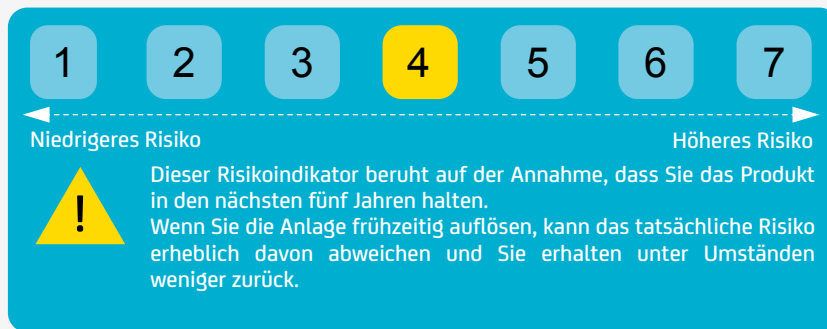 1 2 3 4 5 6 7
Niedrigeres Risiko Höheres Risiko
!
Dieser Risikoindikator beruht auf der Annahme, dass Sie das Produkt
in den nächsten fünf Jahren halten.
Wenn Sie die Anlage frühzeitig auflösen, kann das tatsächliche Risiko
erheblich davon abweichen und Sie erhalten unter Umständen
weniger zurück.